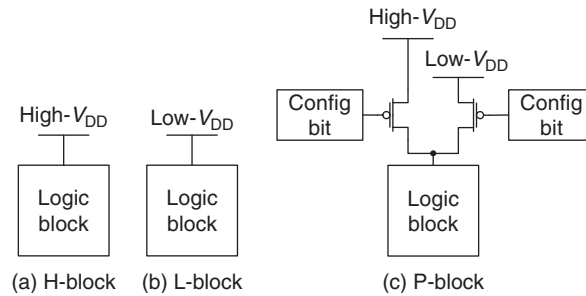 High-VDD
Low-VDD
Config bit
Config bit
High-VDD
Low-VDD
Logic block
Logic block
Logic block
(a) H-block
(b) L-block
(c) P-block